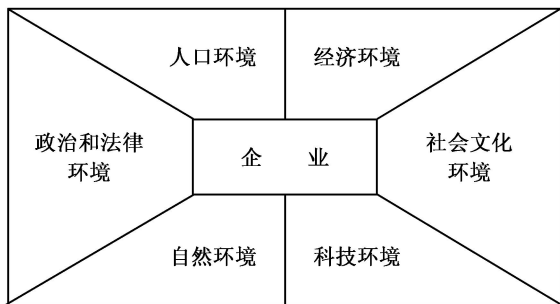 人口环境
经济环境
政治和法律
环境
企 业
社会文化
环境
自然环境
科技环境